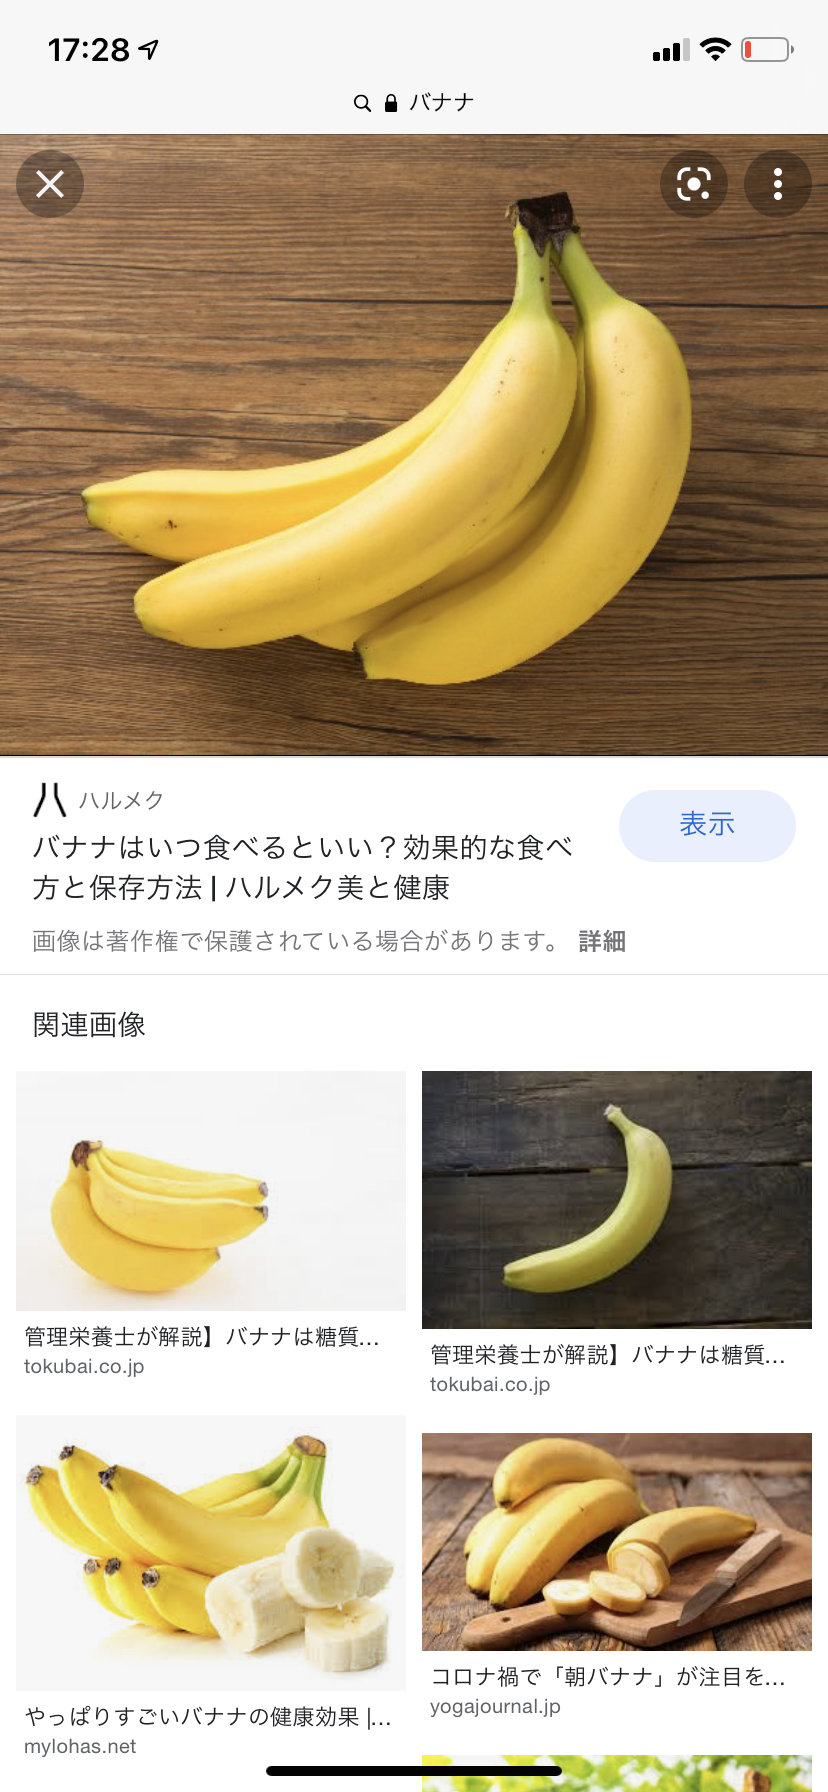 17:28
バナナ
ハルメク
バナナはいつ食べるといい？効果的な食べ
方と保存方法 | ハルメク美と健康
表示
画像は著作権で保護されている場合があります。 詳細
関連画像
管理栄養士が解説】バナナは糖質...
tokubai.co.jp
管理栄養士が解説】バナナは糖質...
tokubai.co.jp
やっぱりすごいバナナの健康効果 |...
mylohas.net
コロナ禍で「朝バナナ」が注目を...
yogajournal.jp